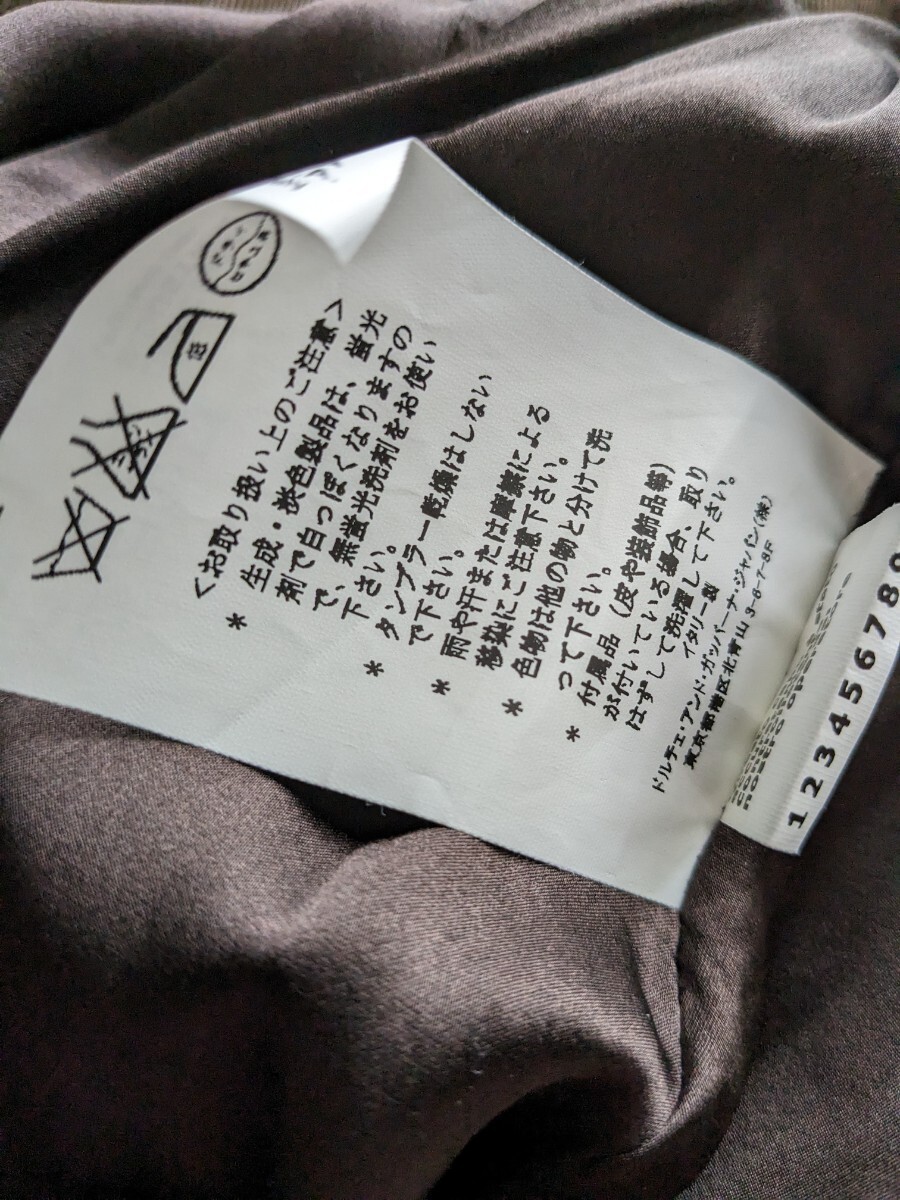 低
<お取り扱い上のご注意>
* 生成・淡色製品は、蛍光
剤で白っぽくなりますの
で、無蛍光洗剤をお使い
下さい。
* タンブラー乾燥はしない
で下さい。
* 雨や汗または摩擦による
移染にご注意下さい。
* 色物は他の物と分けて洗
って下さい。
* 付属品(皮や装飾品等)
が付いている場合、取り
はずして洗濯して下さい。
イタリー製
ドルチェ・アンド・ガッバーナ・ジャパン(株)
東京都港区北青山3-6-7-8F
1234567890